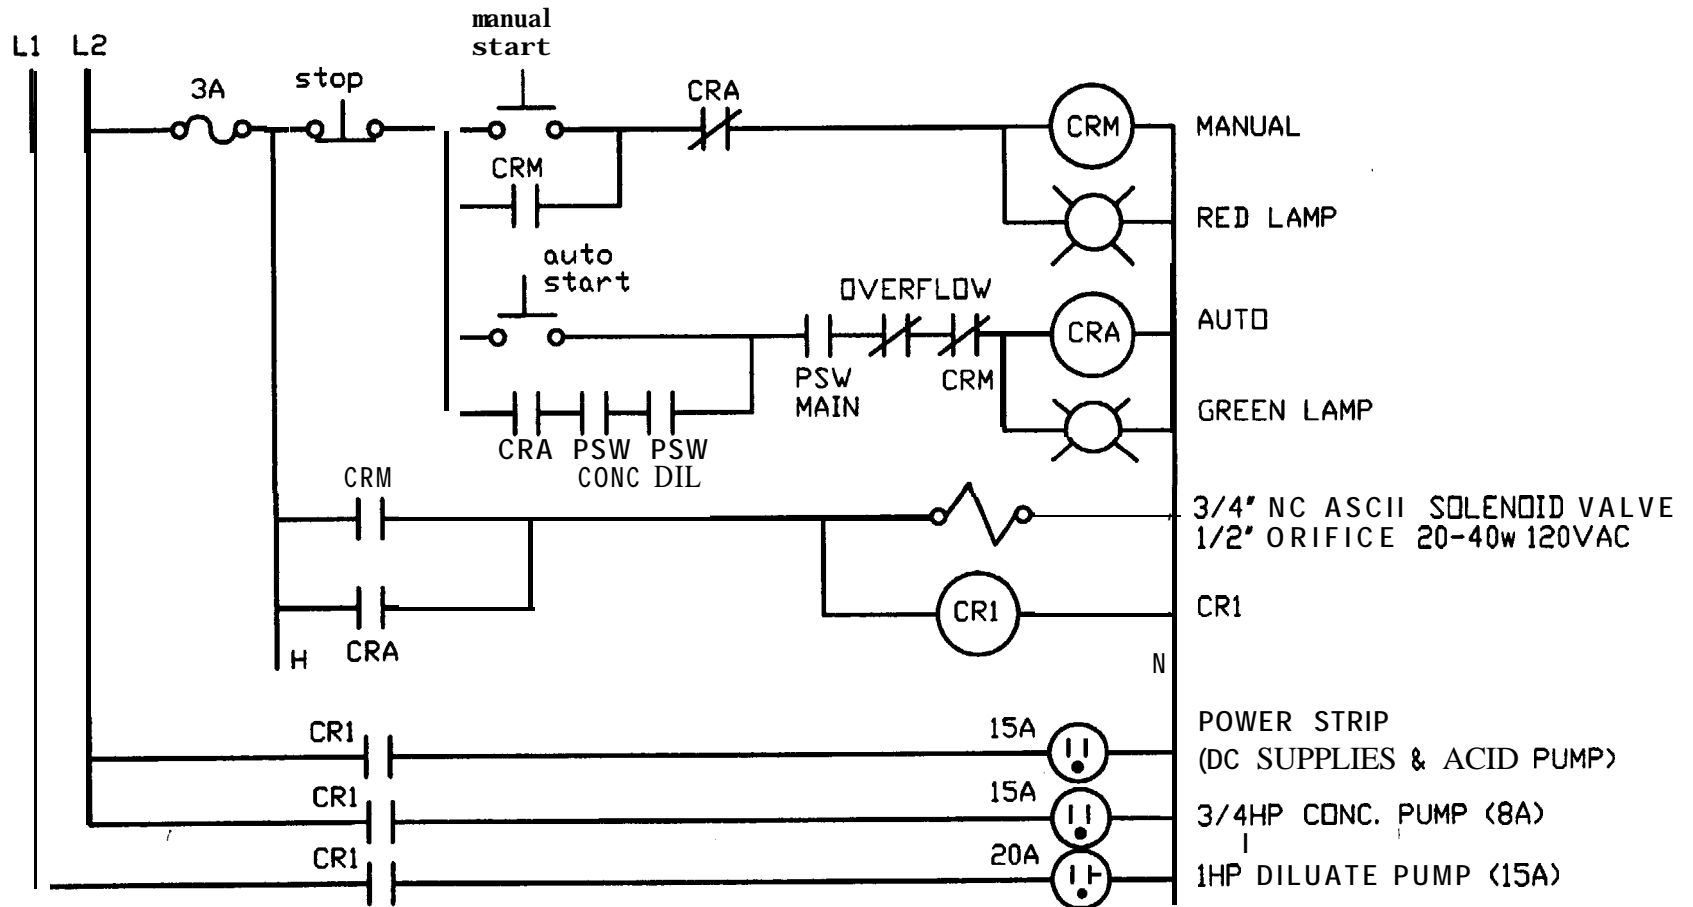 manual
start
L1 L2
3A
stop
CRA
CRM
MANUAL
CRM
RED LAMP
auto
start
OVERFLOW
CRA
AUTO
PSW
MAIN
CRM
GREEN LAMP
CRA PSW PSW
CONC DIL
CRM
3/4" NC ASCII SOLENOID VALVE
1/2" ORIFICE 20-40w 120VAC
CR1
CR1
H
CRA
N
CR1
15A
POWER STRIP
(DC SUPPLIES & ACID PUMP)
CR1
15A
3/4HP CONC. PUMP (8A)
CR1
20A
1HP DILUATE PUMP (15A)